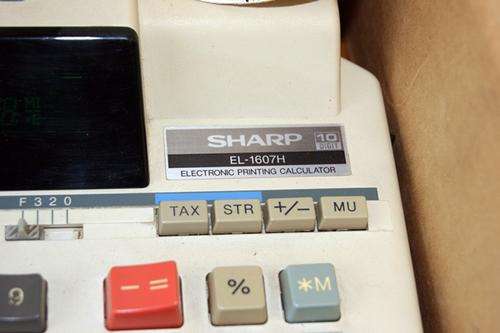 SHARP 10 DIGIT
EL-1607H
ELECTRONIC PRINTING CALCULATOR
F 3 2 0
TAX STR +/− MU
9 − = % *M